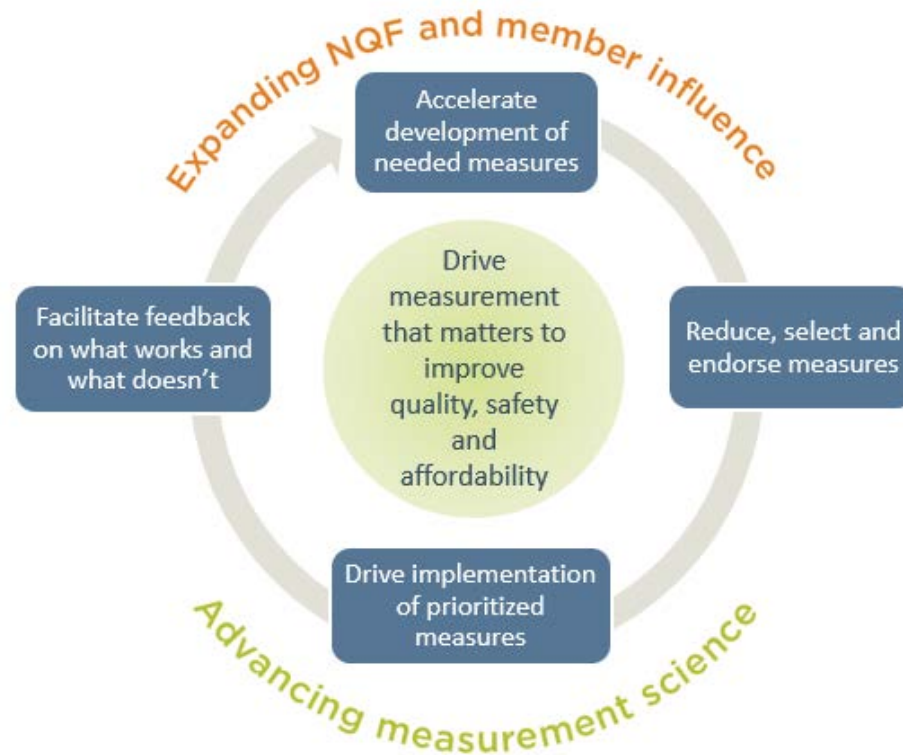 Expanding NQF and member influence
Accelerate
development of
needed measures
Drive
measurement
that matters to
improve
quality, safety
and
affordability
Facilitate feedback
on what works and
what doesn't
Reduce, select and
endorse measures
Drive implementation
of prioritized
measures
Advancing measurement science